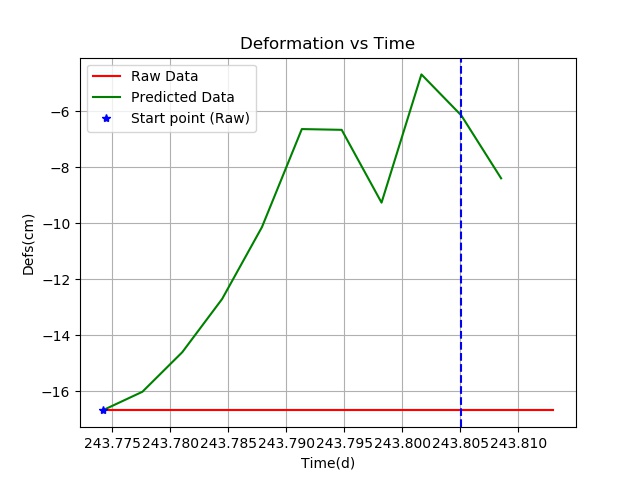 Deformation vs Time
Raw Data
Predicted Data
Start point (Raw)
Defs(cm)
−6
−8
−10
−12
−14
−16
243.775 243.780 243.785 243.790 243.795 243.800 243.805 243.810
Time(d)